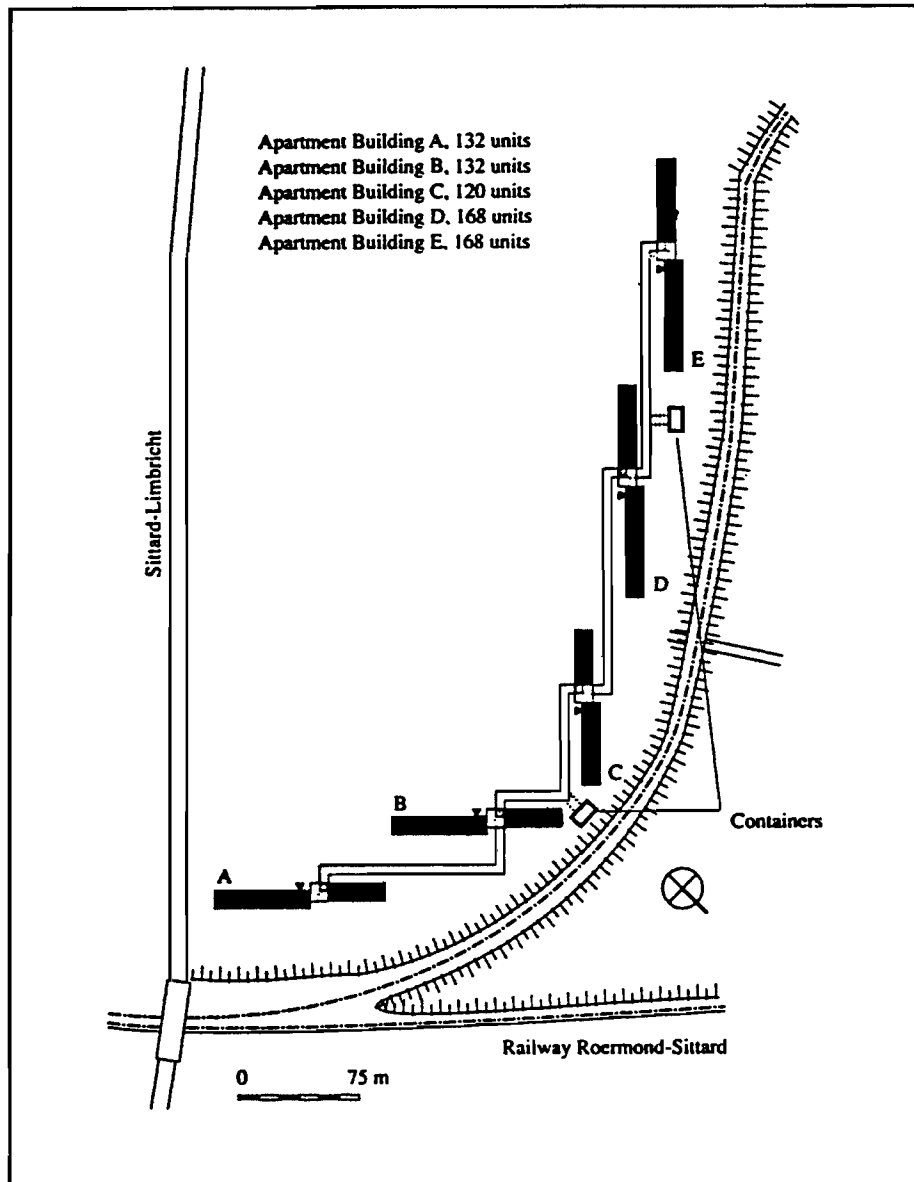 Apartment Building A, 132 units
Apartment Building B, 132 units
Apartment Building C, 120 units
Apartment Building D, 168 units
Apartment Building E, 168 units
Sittard-Limbricht
E
D
C
B
A
Containers
Railway Roermond-Sittard
0 75 m